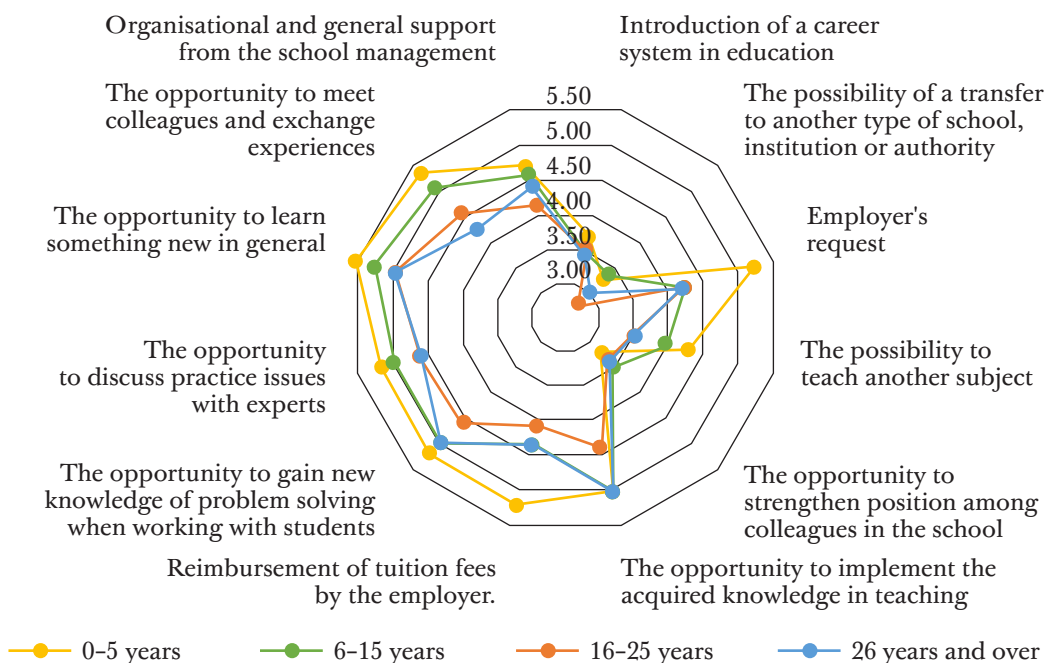 Organisational and general support
from the school management
Introduction of a career
system in education
The opportunity to meet
colleagues and exchange
experiences
The possibility of a transfer
to another type of school,
institution or authority
5.50
5.00
4.50
4.00
3.50
3.00
The opportunity to learn
something new in general
Employer's
request
The opportunity
to discuss practice issues
with experts
The possibility to
teach another subject
The opportunity to gain new
knowledge of problem solving
when working with students
The opportunity to
strengthen position among
colleagues in the school
Reimbursement of tuition fees
by the employer.
The opportunity to implement the
acquired knowledge in teaching
0–5 years
6–15 years
16–25 years
26 years and over